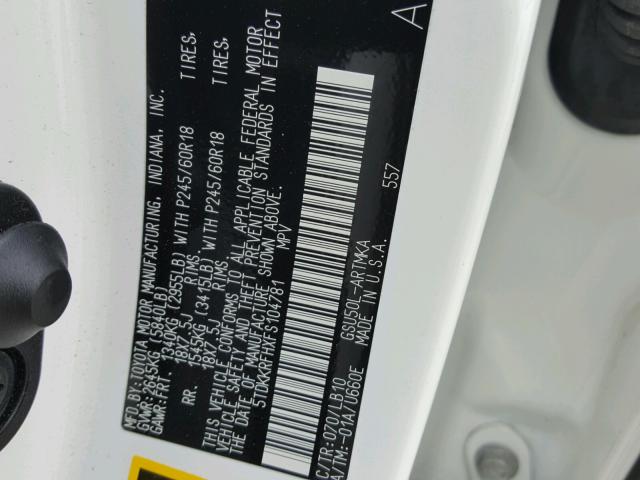 MFD.BY:TOYOTA MOTOR MANUFACTURING, INDIANA, INC.
GVWR: 2645KG (5840LB)
GAWR: FRT. 1340KG (2955LB) WITH P245/60R18 TIRES,
18X7.5J RIMS,
RR. 1545KG (3415LB) WITH P245/60R18 TIRES,
18X7.5J RIMS,
THIS VEHICLE CONFORMS TO ALL APPLICABLE FEDERAL MOTOR
VEHICLE SAFETY AND THEFT PREVENTION STANDARDS IN EFFECT
ON THE DATE OF MANUFACTURE SHOWN ABOVE.
MPV
C/TR:070/LB10
GSU50L-ARTMKA
557
A
A/TM:-01A/U660E
MADE IN U.S.A.